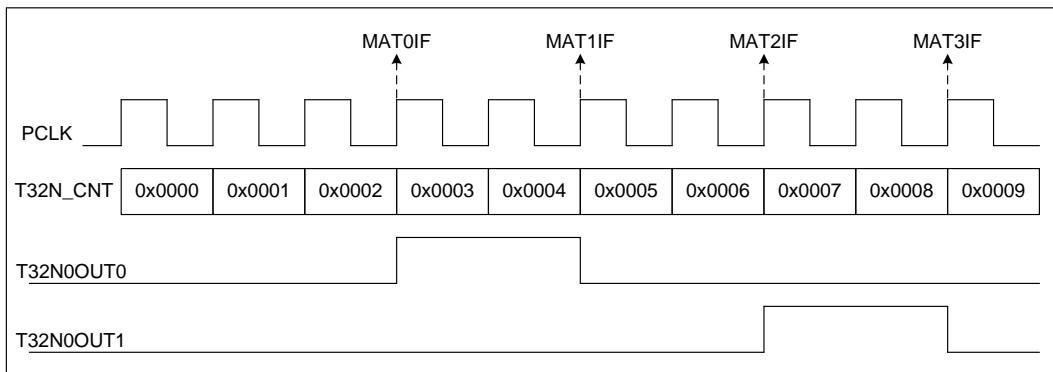 MAT0IF MAT1IF MAT2IF MAT3IF
PCLK
T32N_CNT 0x0000 0x0001 0x0002 0x0003 0x0004 0x0005 0x0006 0x0007 0x0008 0x0009
T32N0OUT0
T32N0OUT1